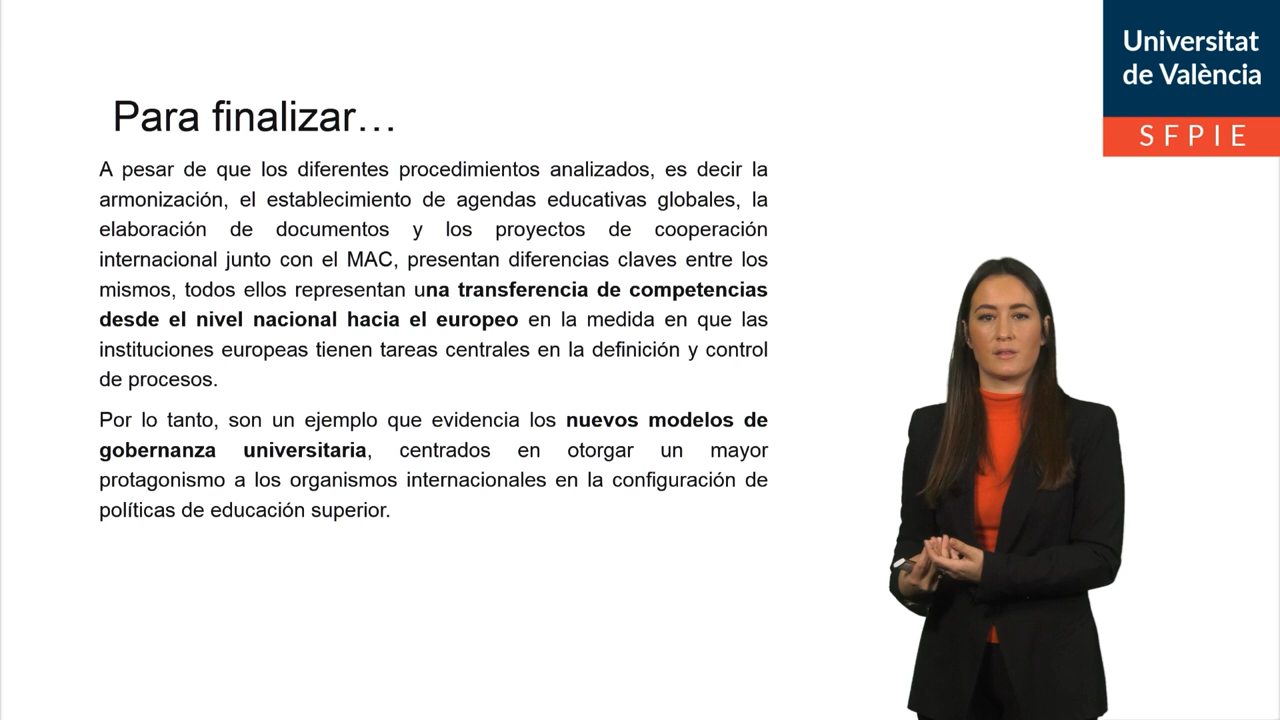 Universitat
de València
SFPIE
Para finalizar…
A pesar de que los diferentes procedimientos analizados, es decir la
armonización, el establecimiento de agendas educativas globales, la
elaboración de documentos y los proyectos de cooperación
internacional junto con el MAC, presentan diferencias claves entre los
mismos, todos ellos representan una transferencia de competencias
desde el nivel nacional hacia el europeo en la medida en que las
instituciones europeas tienen tareas centrales en la definición y control
de procesos.
Por lo tanto, son un ejemplo que evidencia los nuevos modelos de
gobernanza universitaria, centrados en otorgar un mayor
protagonismo a los organismos internacionales en la configuración de
políticas de educación superior.